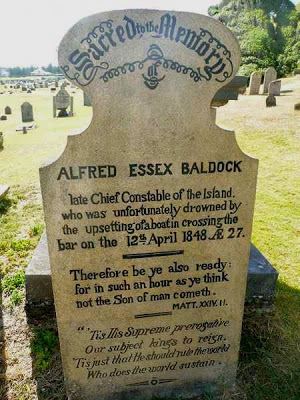 Sacred to the Memory
of
ALFRED ESSEX BALDOCK
late Chief Constable of the Island.
who was unfortunately drowned by
the upsetting of a boat in crossing the
bar on the 12th April 1848 Æ 27.
Therefore be ye also ready:
for in such an hour as ye think
not the Son of man cometh.
MATT. XXIV. 11.
"'Tis His Supreme prerogative
Our subject kings to reign.
'Tis just that He should rule the world
Who does the world sustain.